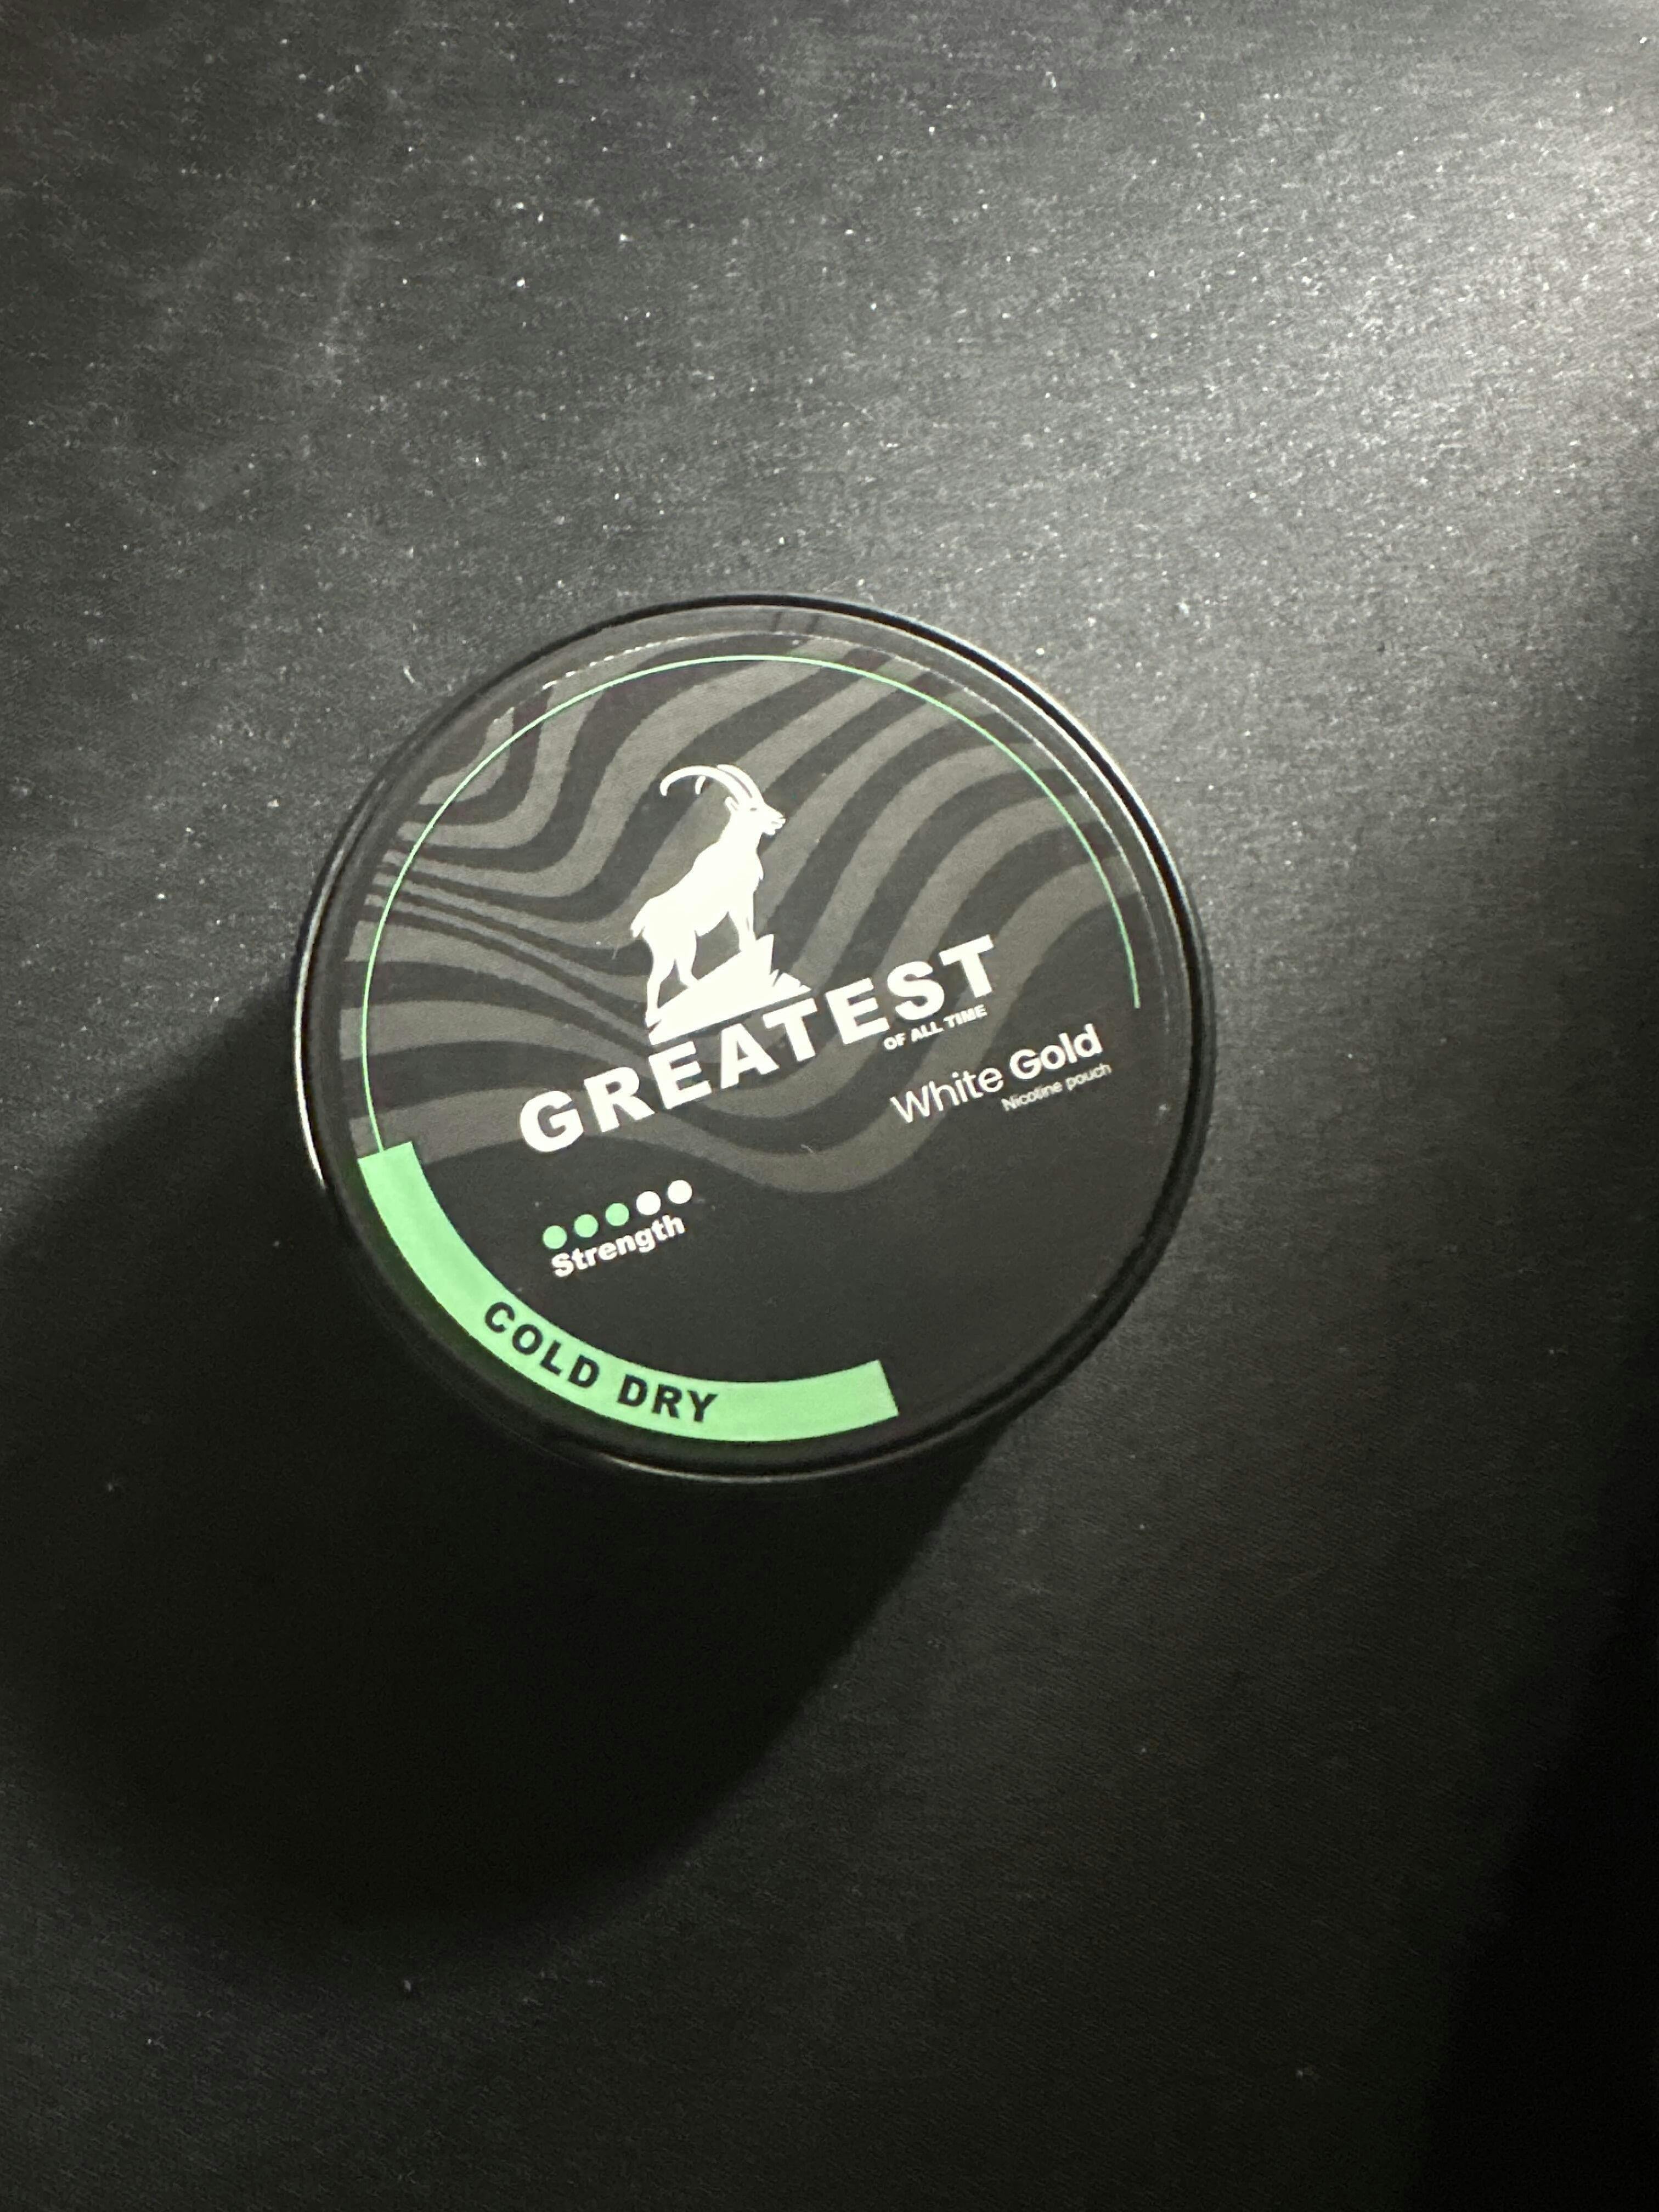 GREATEST
OF ALL TIME
White Gold
Nicotine pouch
Strength
COLD DRY